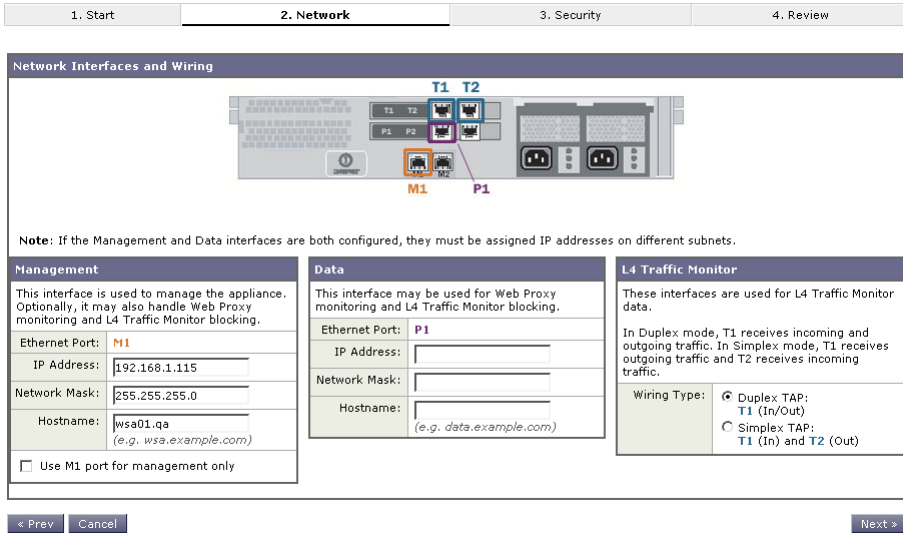 1. Start
2. Network
3. Security
4. Review
Network Interfaces and Wiring
T1 T2
T1 T2
P1 P2
M2
M1
P1
Note: If the Management and Data interfaces are both configured, they must be assigned IP addresses on different subnets.
Management
This interface is used to manage the appliance.
Optionally, it may also handle Web Proxy
monitoring and L4 Traffic Monitor blocking.
Ethernet Port: M1
IP Address: 192.168.1.115
Network Mask: 255.255.255.0
Hostname: wsa01.qa
(e.g. wsa.example.com)
Use M1 port for management only
Data
This interface may be used for Web Proxy
monitoring and L4 Traffic Monitor blocking.
Ethernet Port: P1
IP Address:
Network Mask:
Hostname:
(e.g. data.example.com)
L4 Traffic Monitor
These interfaces are used for L4 Traffic Monitor
data.
In Duplex mode, T1 receives incoming and
outgoing traffic. In Simplex mode, T1 receives
outgoing traffic and T2 receives incoming
traffic.
Wiring Type: Duplex TAP:
T1 (In/Out)
Simplex TAP:
T1 (In) and T2 (Out)
« Prev
Cancel
Next »